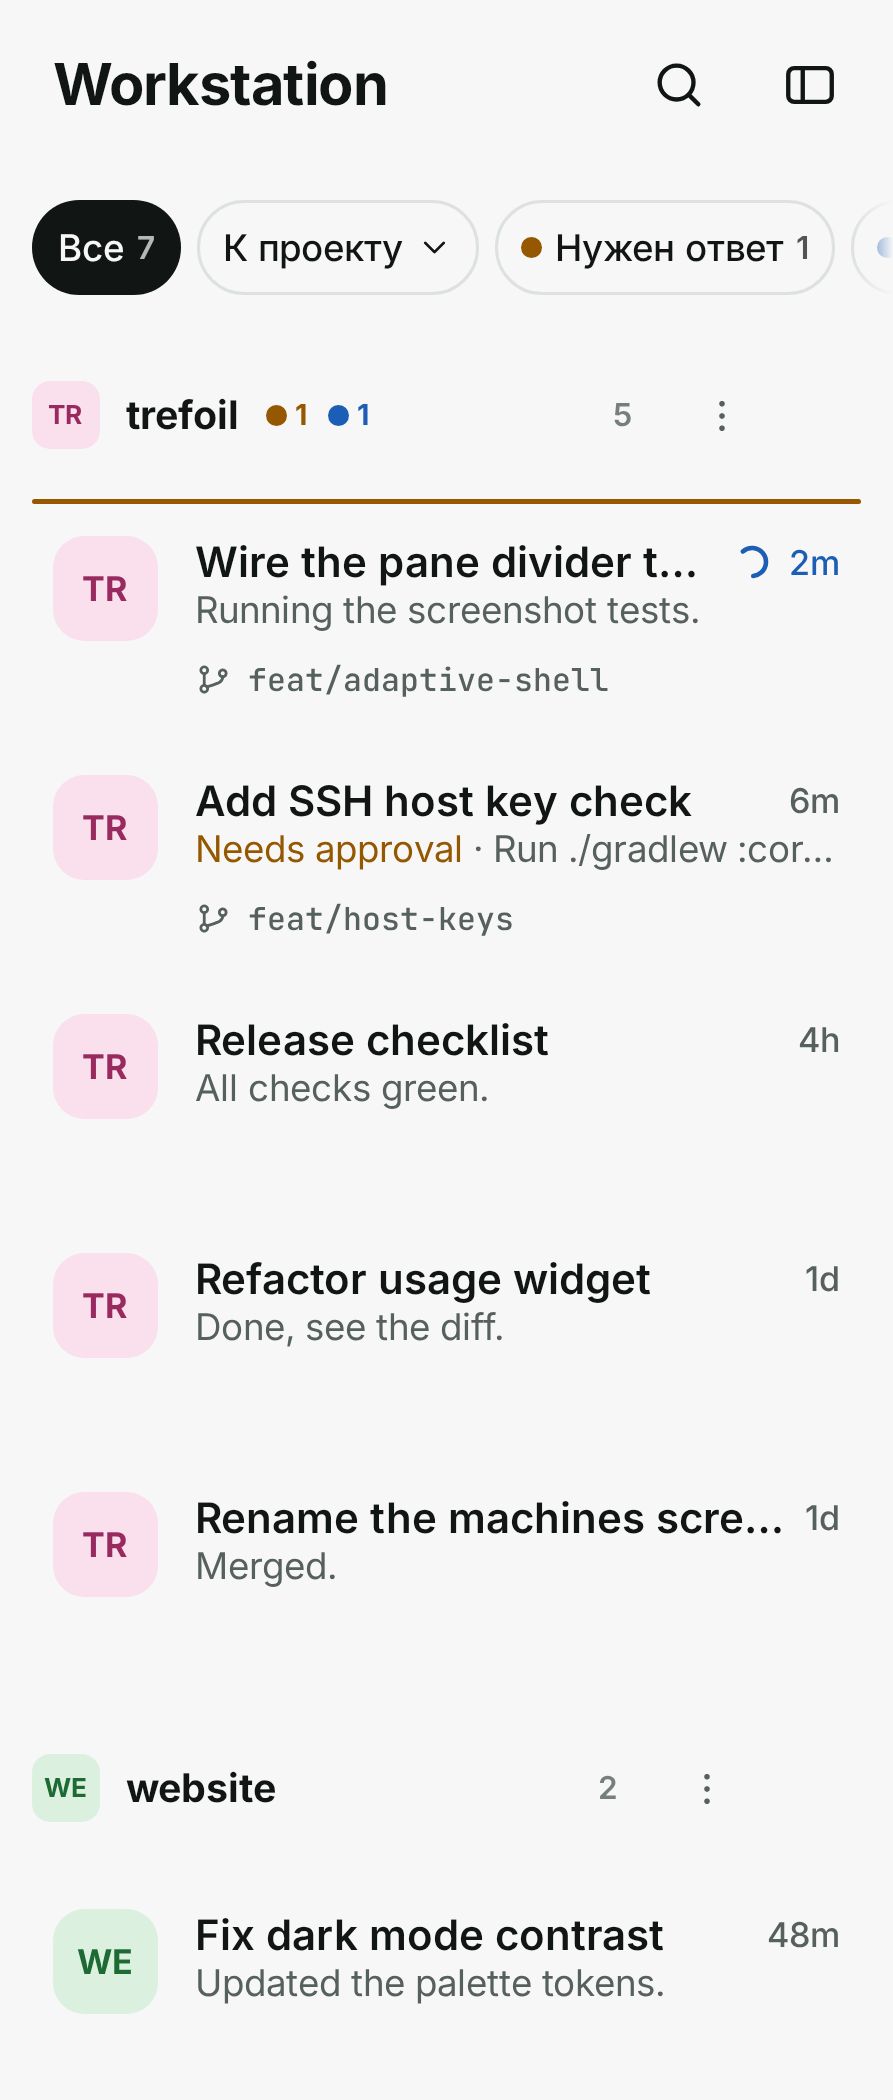 Workstation
Все 7
К проекту
Нужен ответ 1
TR trefoil 1 1 5
TR Wire the pane divider t... 2m
Running the screenshot tests.
feat/adaptive-shell
TR Add SSH host key check 6m
Needs approval · Run ./gradlew :cor...
feat/host-keys
TR Release checklist 4h
All checks green.
TR Refactor usage widget 1d
Done, see the diff.
TR Rename the machines scre... 1d
Merged.
WE website 2
WE Fix dark mode contrast 48m
Updated the palette tokens.